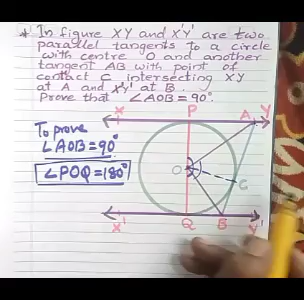 * In figure XY and X'Y' are two
parallel tangents to a circle
with centre O and another
tangent AB with point of
contact C intersecting XY
at A and X'Y' at B.
Prove that ∠AOB = 90°.
X P A Y
To prove
∠AOB = 90°
∠POQ = 180°
O
C
X' Q B Y'